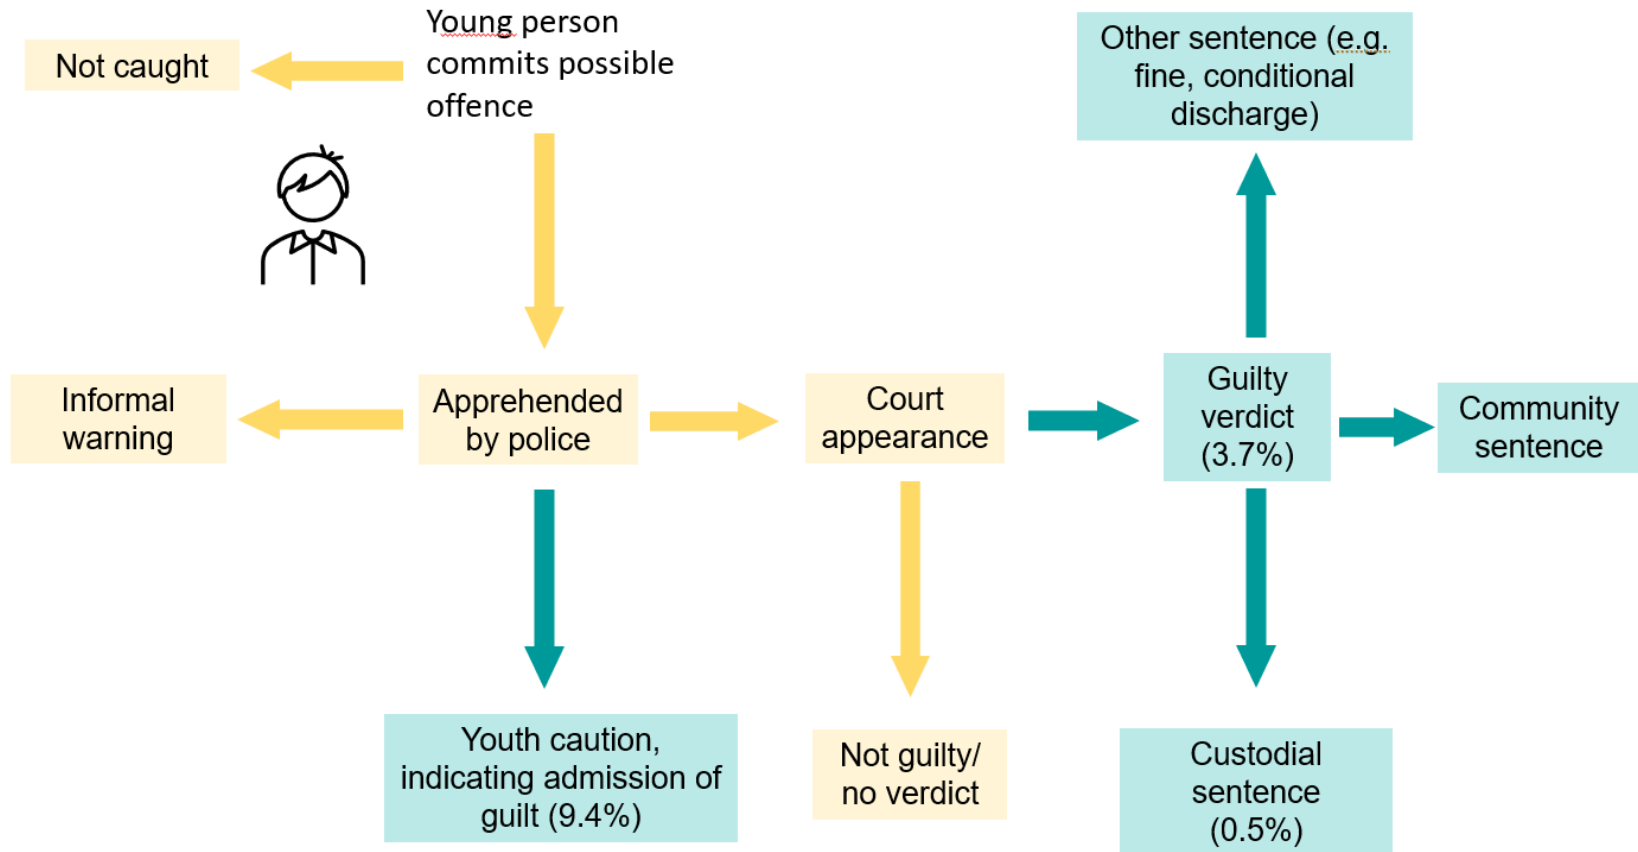 Young person
commits possible
offence
Not caught
Other sentence (e.g.
fine, conditional
discharge)
Informal
warning
Apprehended
by police
Court
appearance
Guilty
verdict
(3.7%)
Community
sentence
Youth caution,
indicating admission of
guilt (9.4%)
Not guilty/
no verdict
Custodial
sentence
(0.5%)